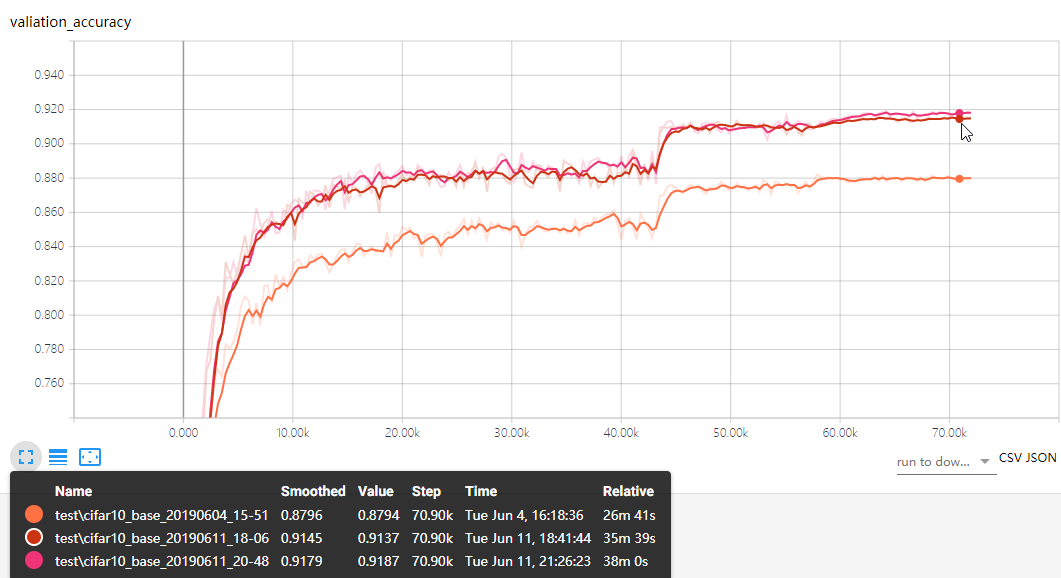 valiation_accuracy
0.940
0.920
0.900
0.880
0.860
0.840
0.820
0.800
0.780
0.760
0.000 10.00k 20.00k 30.00k 40.00k 50.00k 60.00k 70.00k
run to dow... CSV JSON
Name Smoothed Value Step Time Relative
test\cifar10_base_20190604_15-51 0.8796 0.8794 70.90k Tue Jun 4, 16:18:36 26m 41s
test\cifar10_base_20190611_18-06 0.9145 0.9137 70.90k Tue Jun 11, 18:41:44 35m 39s
test\cifar10_base_20190611_20-48 0.9179 0.9187 70.90k Tue Jun 11, 21:26:23 38m 0s